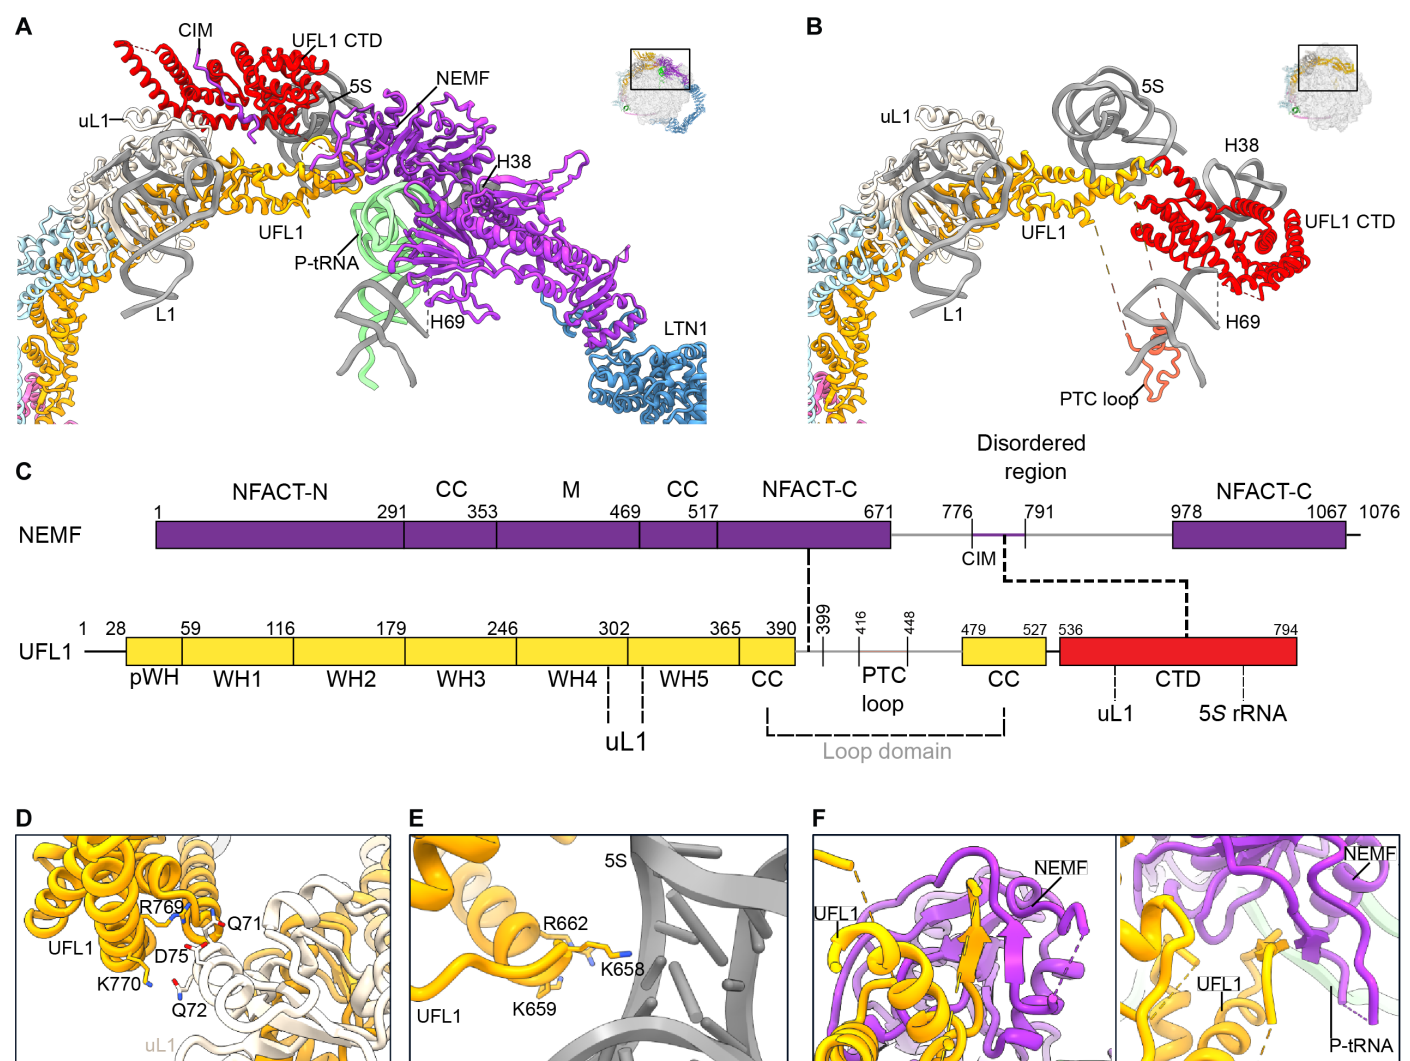 A
CIM
UFL1 CTD
5S
NEMF
uL1
H38
UFL1
P-tRNA
L1
H69
LTN1
B
5S
uL1
H38
UFL1
UFL1 CTD
L1
H69
PTC loop
C
Disordered
region
NFACT-N
CC
M
CC
NFACT-C
NFACT-C
1
291
353
469
517
671
776
791
978
1067
1076
NEMF
CIM
1
28
59
116
179
246
302
365
390
399
416
448
479
527
536
794
UFL1
pWH
WH1
WH2
WH3
WH4
WH5
CC
PTC
loop
CC
CTD
uL1
uL1
5S rRNA
Loop domain
D
R769
Q71
UFL1
D75
K770
Q72
uL1
E
5S
R662
K658
K659
UFL1
F
NEMF
UFL1
NEMF
UFL1
P-tRNA